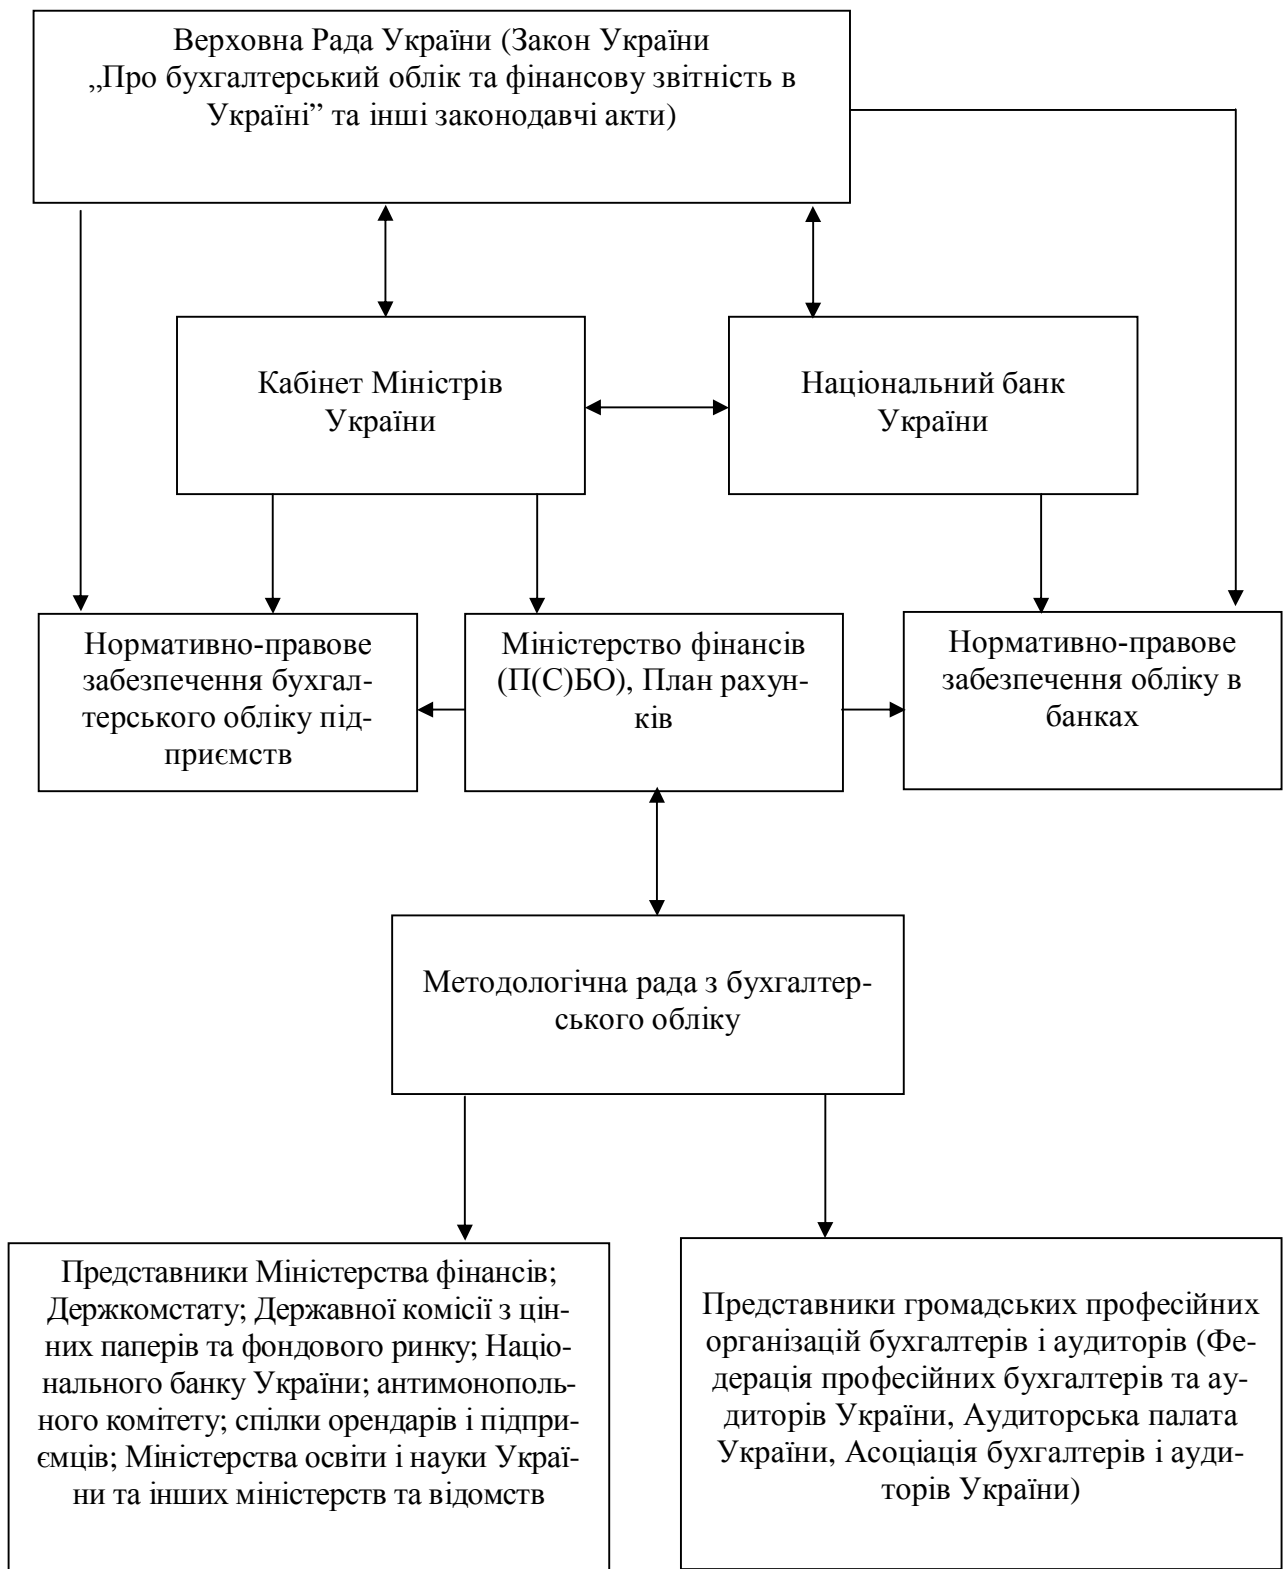 Верховна Рада України (Закон України
„Про бухгалтерський облік та фінансову звітність в
Україні” та інші законодавчі акти)
Кабінет Міністрів
України
Національний банк
України
Нормативно-правове
забезпечення бухгал-
терського обліку під-
приємств
Міністерство фінансів
(П(С)БО), План рахун-
ків
Нормативно-правове
забезпечення обліку в
банках
Методологічна рада з бухгалтер-
ського обліку
Представники Міністерства фінансів;
Держкомстату; Державної комісії з цін-
них паперів та фондового ринку; Націо-
нального банку України; антимонополь-
ного комітету; спілки орендарів і підпри-
ємців; Міністерства освіти і науки Украї-
ни та інших міністерств та відомств
Представники громадських професійних
організацій бухгалтерів і аудиторів (Фе-
дерація професійних бухгалтерів та ау-
диторів України, Аудиторська палата
України, Асоціація бухгалтерів і ауди-
торів України)